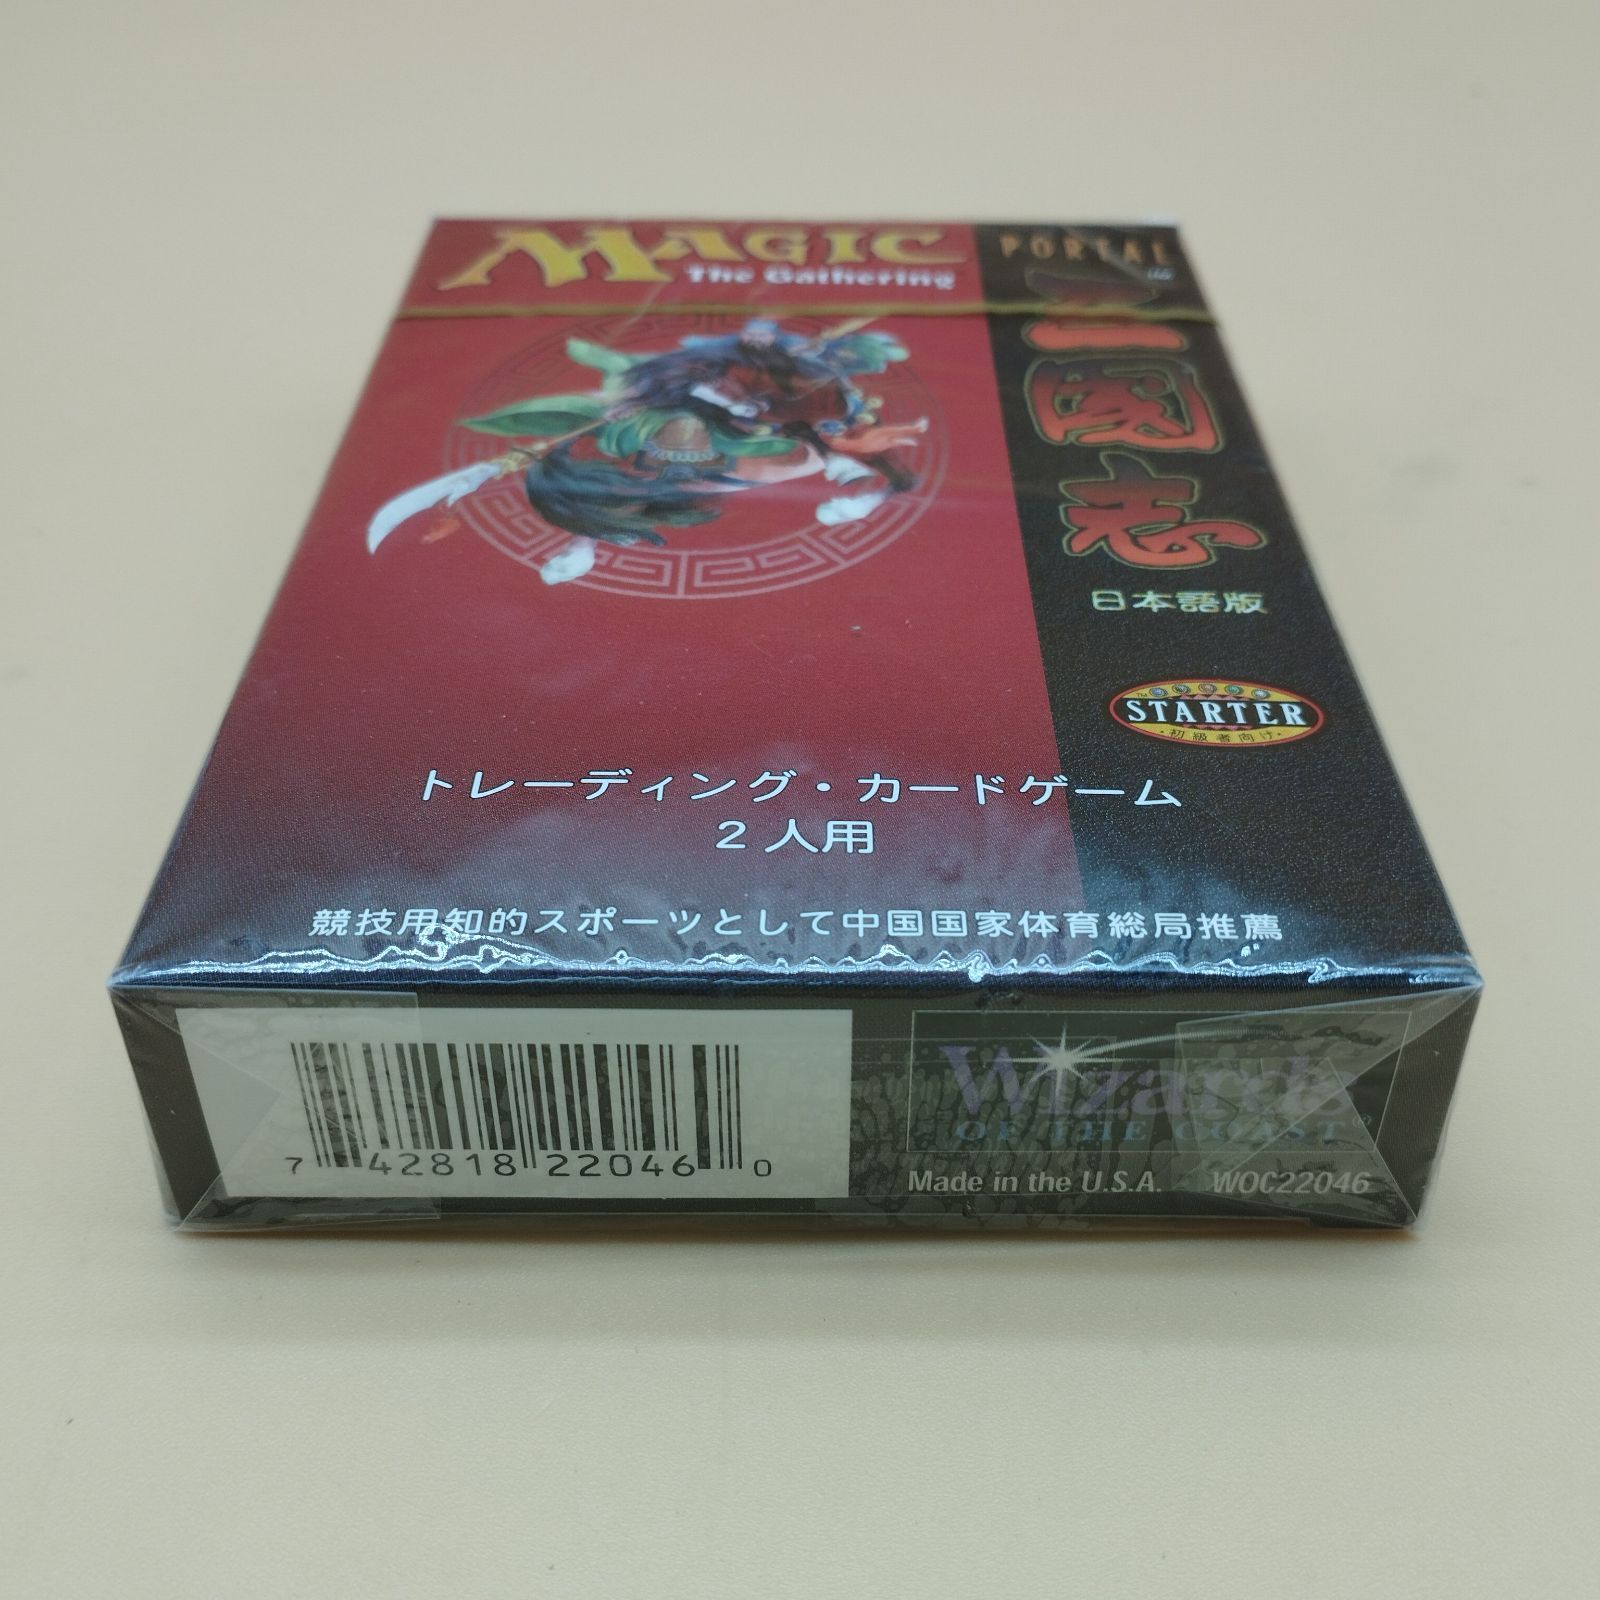 MAGIC
The Gathering
PORTAL
三國志
日本語版
STARTER
・初級者向け・
トレーディング・カードゲーム
2人用
競技用知的スポーツとして中国国家体育総局推薦
7 42818 22046 0
Wizards
OF THE COAST®
Made in the U.S.A. WOC22046